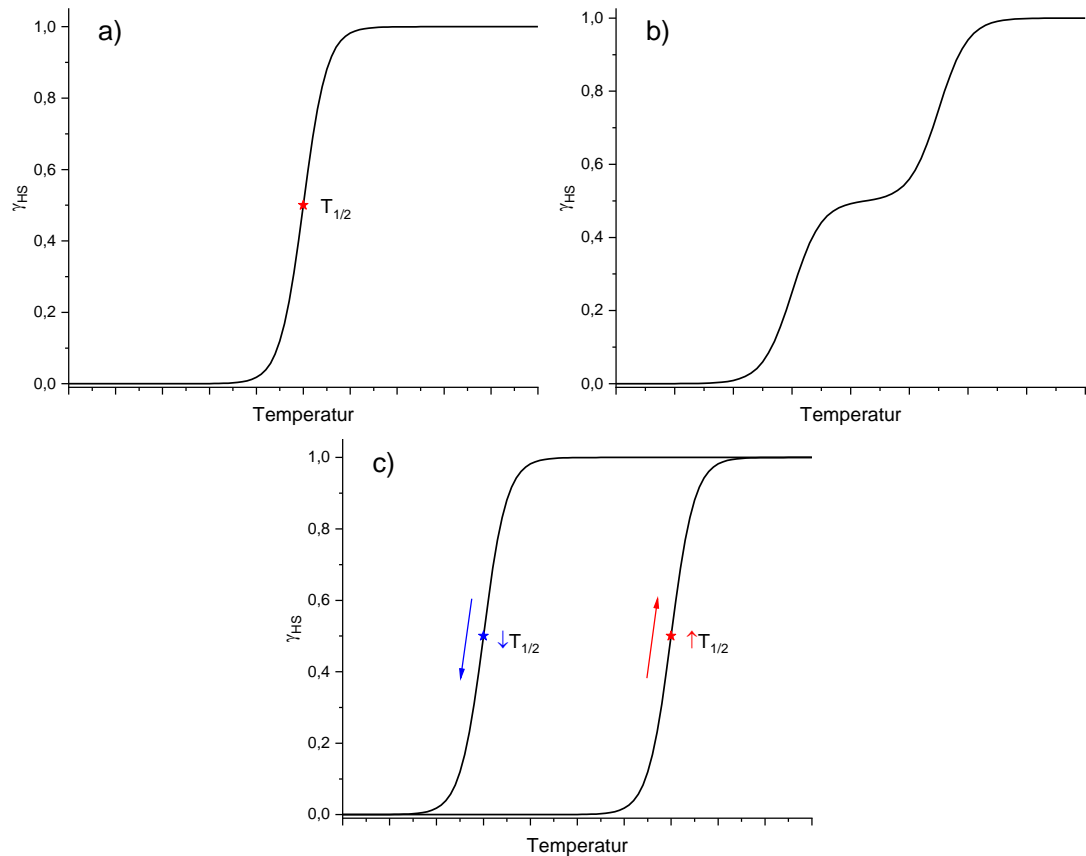 a)
1,0
0,8
0,6
0,4
0,2
0,0
γHS
T1/2
Temperatur
b)
1,0
0,8
0,6
0,4
0,2
0,0
γHS
Temperatur
c)
1,0
0,8
0,6
0,4
0,2
0,0
γHS
↓T1/2
↑T1/2
Temperatur